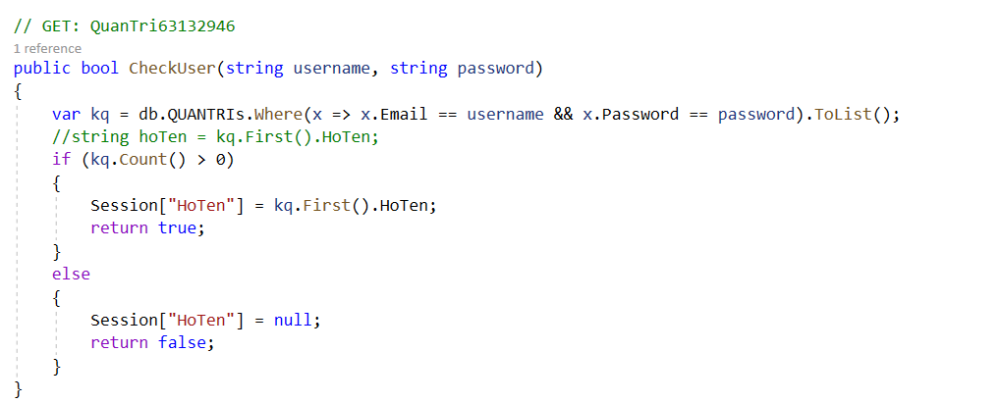 // GET: QuanTri63132946
1 reference
public bool CheckUser(string username, string password)
{
    var kq = db.QUANTRIs.Where(x => x.Email == username && x.Password == password).ToList();
    //string hoTen = kq.First().HoTen;
    if (kq.Count() > 0)
    {
        Session["HoTen"] = kq.First().HoTen;
        return true;
    }
    else
    {
        Session["HoTen"] = null;
        return false;
    }
}